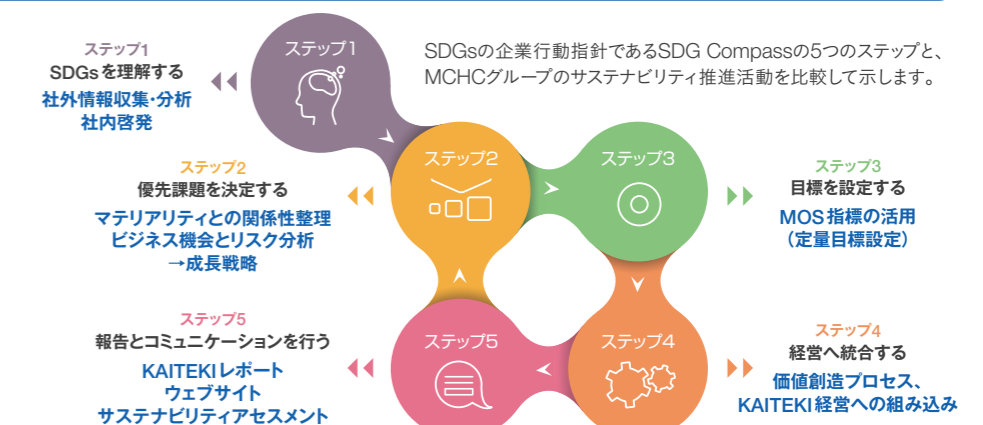 SDGsの企業行動指針であるSDG Compassの5つのステップと、
MCHCグループのサステナビリティ推進活動を比較して示します。
ステップ1
SDGsを理解する
社外情報収集・分析
社内啓発
ステップ1
ステップ2
優先課題を決定する
マテリアリティとの関係性整理
ビジネス機会とリスク分析
→成長戦略
ステップ2
ステップ3
ステップ3
目標を設定する
MOS指標の活用
（定量目標設定）
ステップ5
報告とコミュニケーションを行う
KAITEKIレポート
ウェブサイト
サステナビリティアセスメント
ステップ5
ステップ4
ステップ4
経営へ統合する
価値創造プロセス、
KAITEKI経営への組み込み